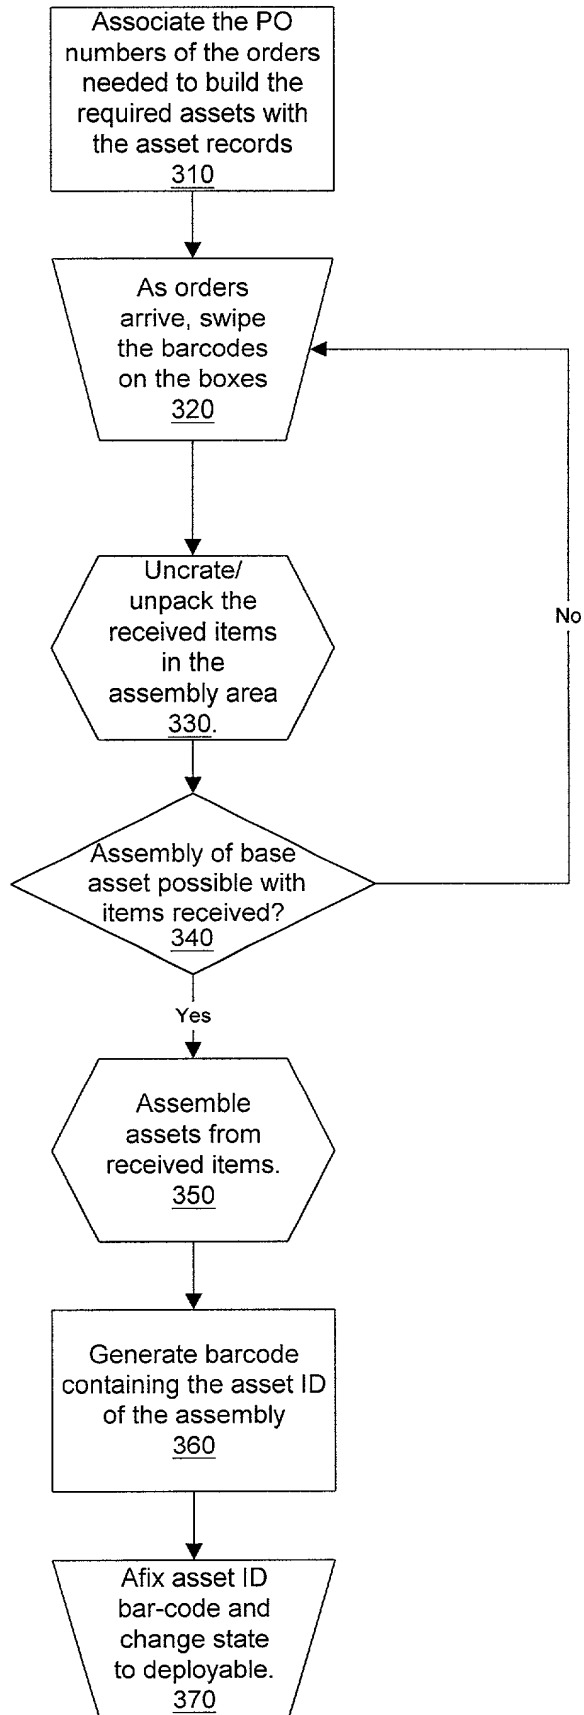 Associate the PO
numbers of the orders
needed to build the
required assets with
the asset records
310
As orders
arrive, swipe
the barcodes
on the boxes
320
Uncrate/
unpack the
received items
in the
assembly area
330.
No
Assembly of base
asset possible with
items received?
340
Yes
Assemble
assets from
received items.
350
Generate barcode
containing the asset ID
of the assembly
360
Afix asset ID
bar-code and
change state
to deployable.
370